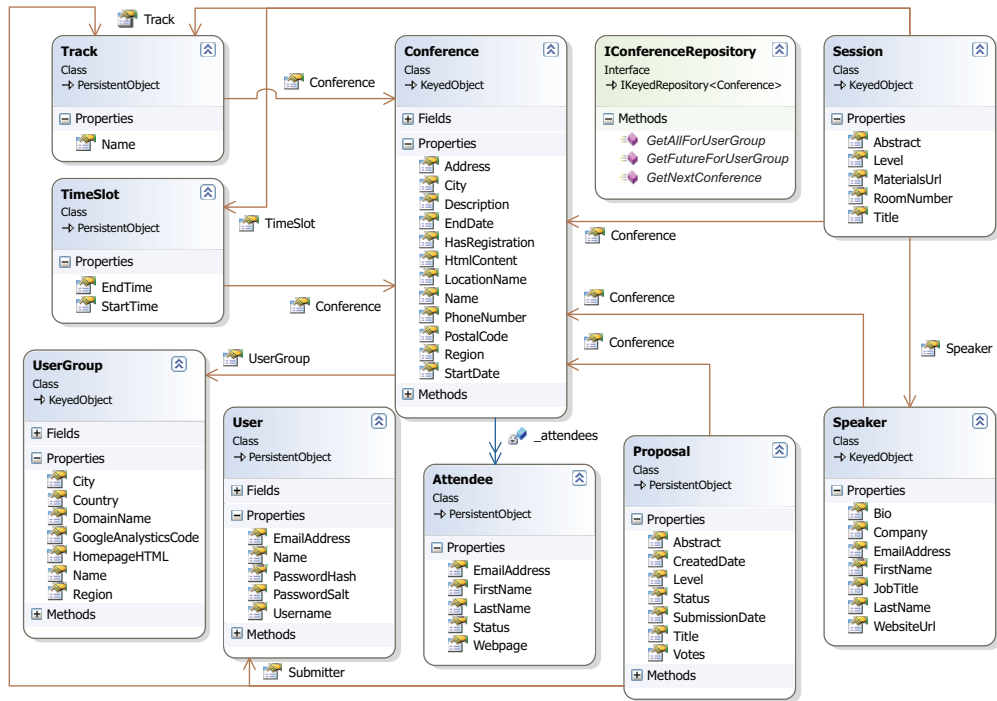 Track
Track
Class
PersistentObject
Properties
Name
Conference
Conference
Class
KeyedObject
Fields
Properties
Address
City
Description
EndDate
HasRegistration
HtmlContent
LocationName
Name
PhoneNumber
PostalCode
Region
StartDate
Methods
IConferenceRepository
Interface
IKeyedRepository<Conference>
Methods
GetAllForUserGroup
GetFutureForUserGroup
GetNextConference
Session
Class
KeyedObject
Properties
Abstract
Level
MaterialsUrl
RoomNumber
Title
TimeSlot
Class
PersistentObject
Properties
EndTime
StartTime
TimeSlot
Conference
Conference
Conference
Conference
Speaker
UserGroup
UserGroup
Class
KeyedObject
Fields
Properties
City
Country
DomainName
GoogleAnalysticsCode
HomepageHTML
Name
Region
Methods
User
Class
PersistentObject
Fields
Properties
EmailAddress
Name
PasswordHash
PasswordSalt
Username
Methods
Submitter
_attendees
Attendee
Class
PersistentObject
Properties
EmailAddress
FirstName
LastName
Status
Webpage
Proposal
Class
PersistentObject
Properties
Abstract
CreatedDate
Level
Status
SubmissionDate
Title
Votes
Methods
Speaker
Class
KeyedObject
Properties
Bio
Company
EmailAddress
FirstName
JobTitle
LastName
WebsiteUrl